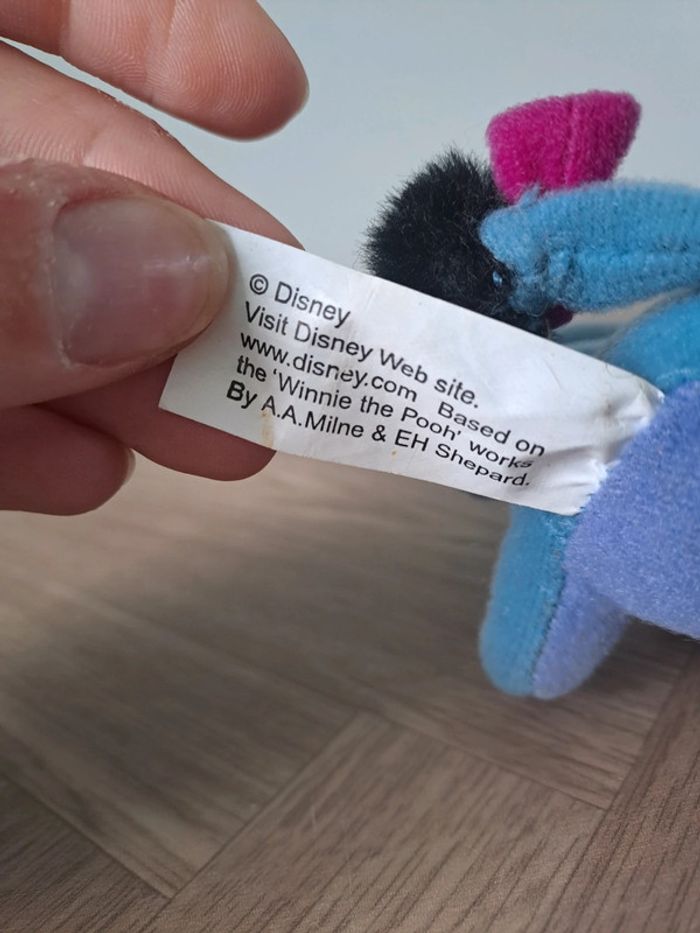 © Disney
Visit Disney Web site.
www.disney.com Based on
the 'Winnie the Pooh' works
By A.A.Milne & EH Shepard.